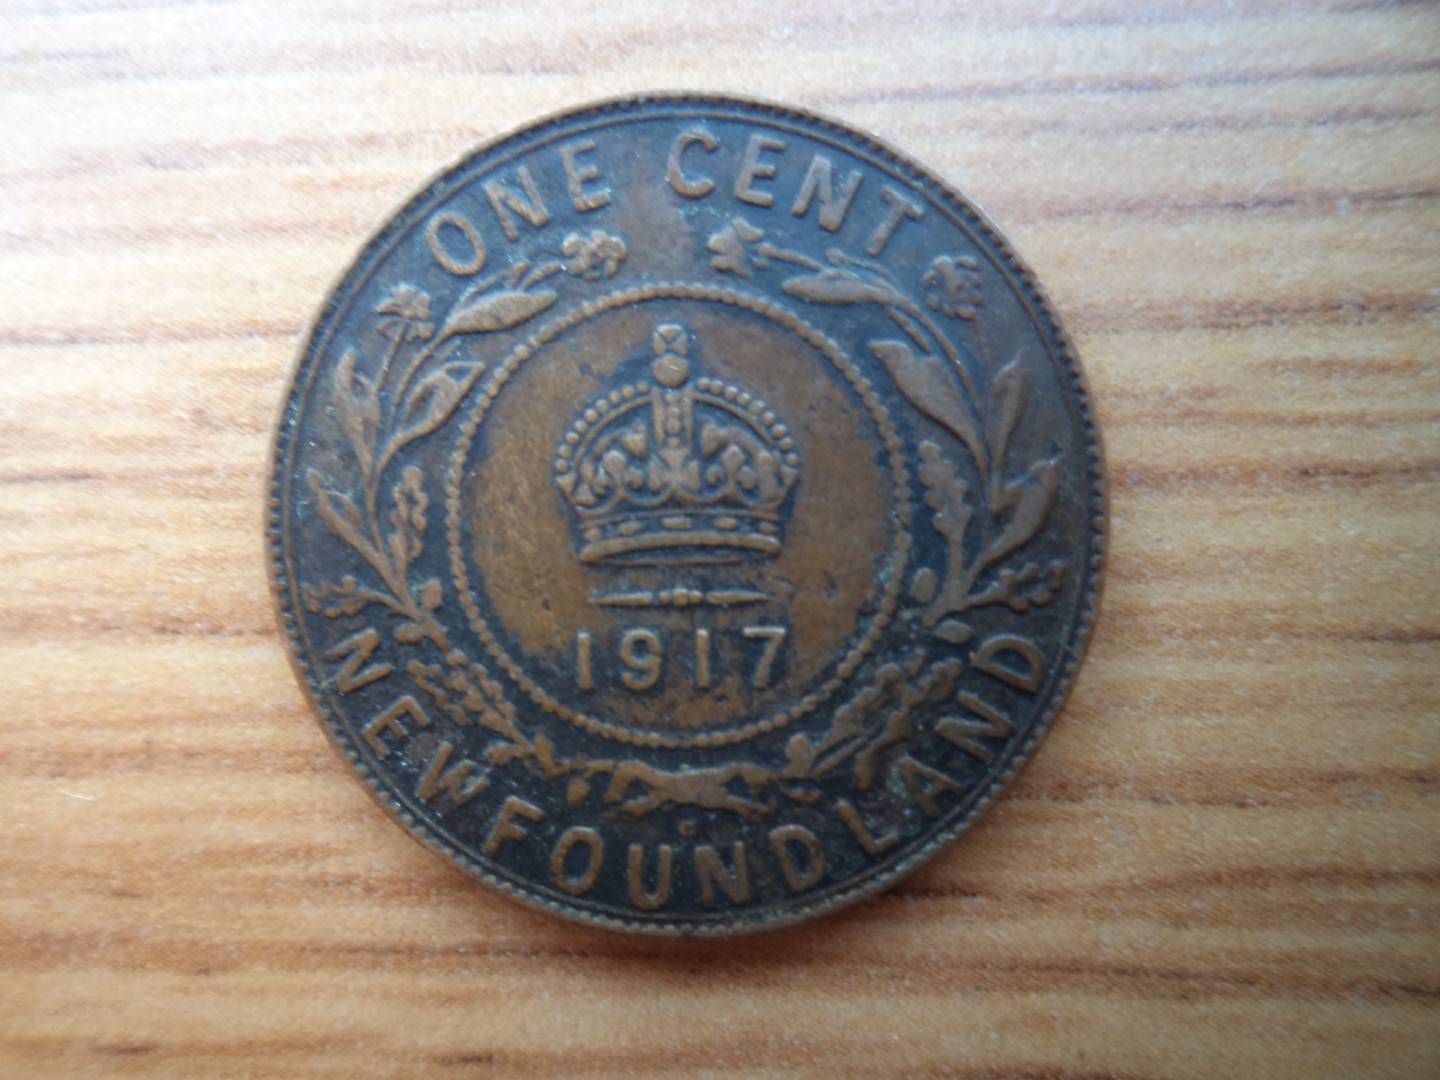 ONE CENT
1917
NEWFOUNDLAND
C